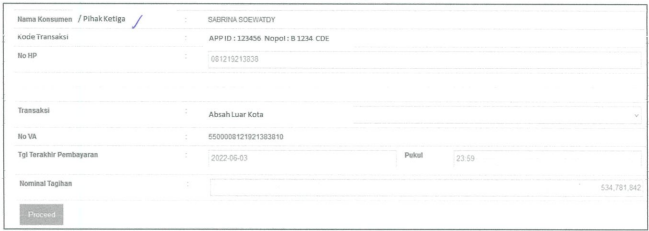 Nama Konsumen / Pihak Ketiga : SABRINA SOEWATDY
Kode Transaksi : APP ID : 123456 Nopol : B 1234 CDE
No HP : 081219213838
Transaksi : Absah Luar Kota
No VA : 5500008121921383810
Tgl Terakhir Pembayaran : 2022-06-03 Pukul 23:59
Nominal Tagihan : 534,781,842
Proceed